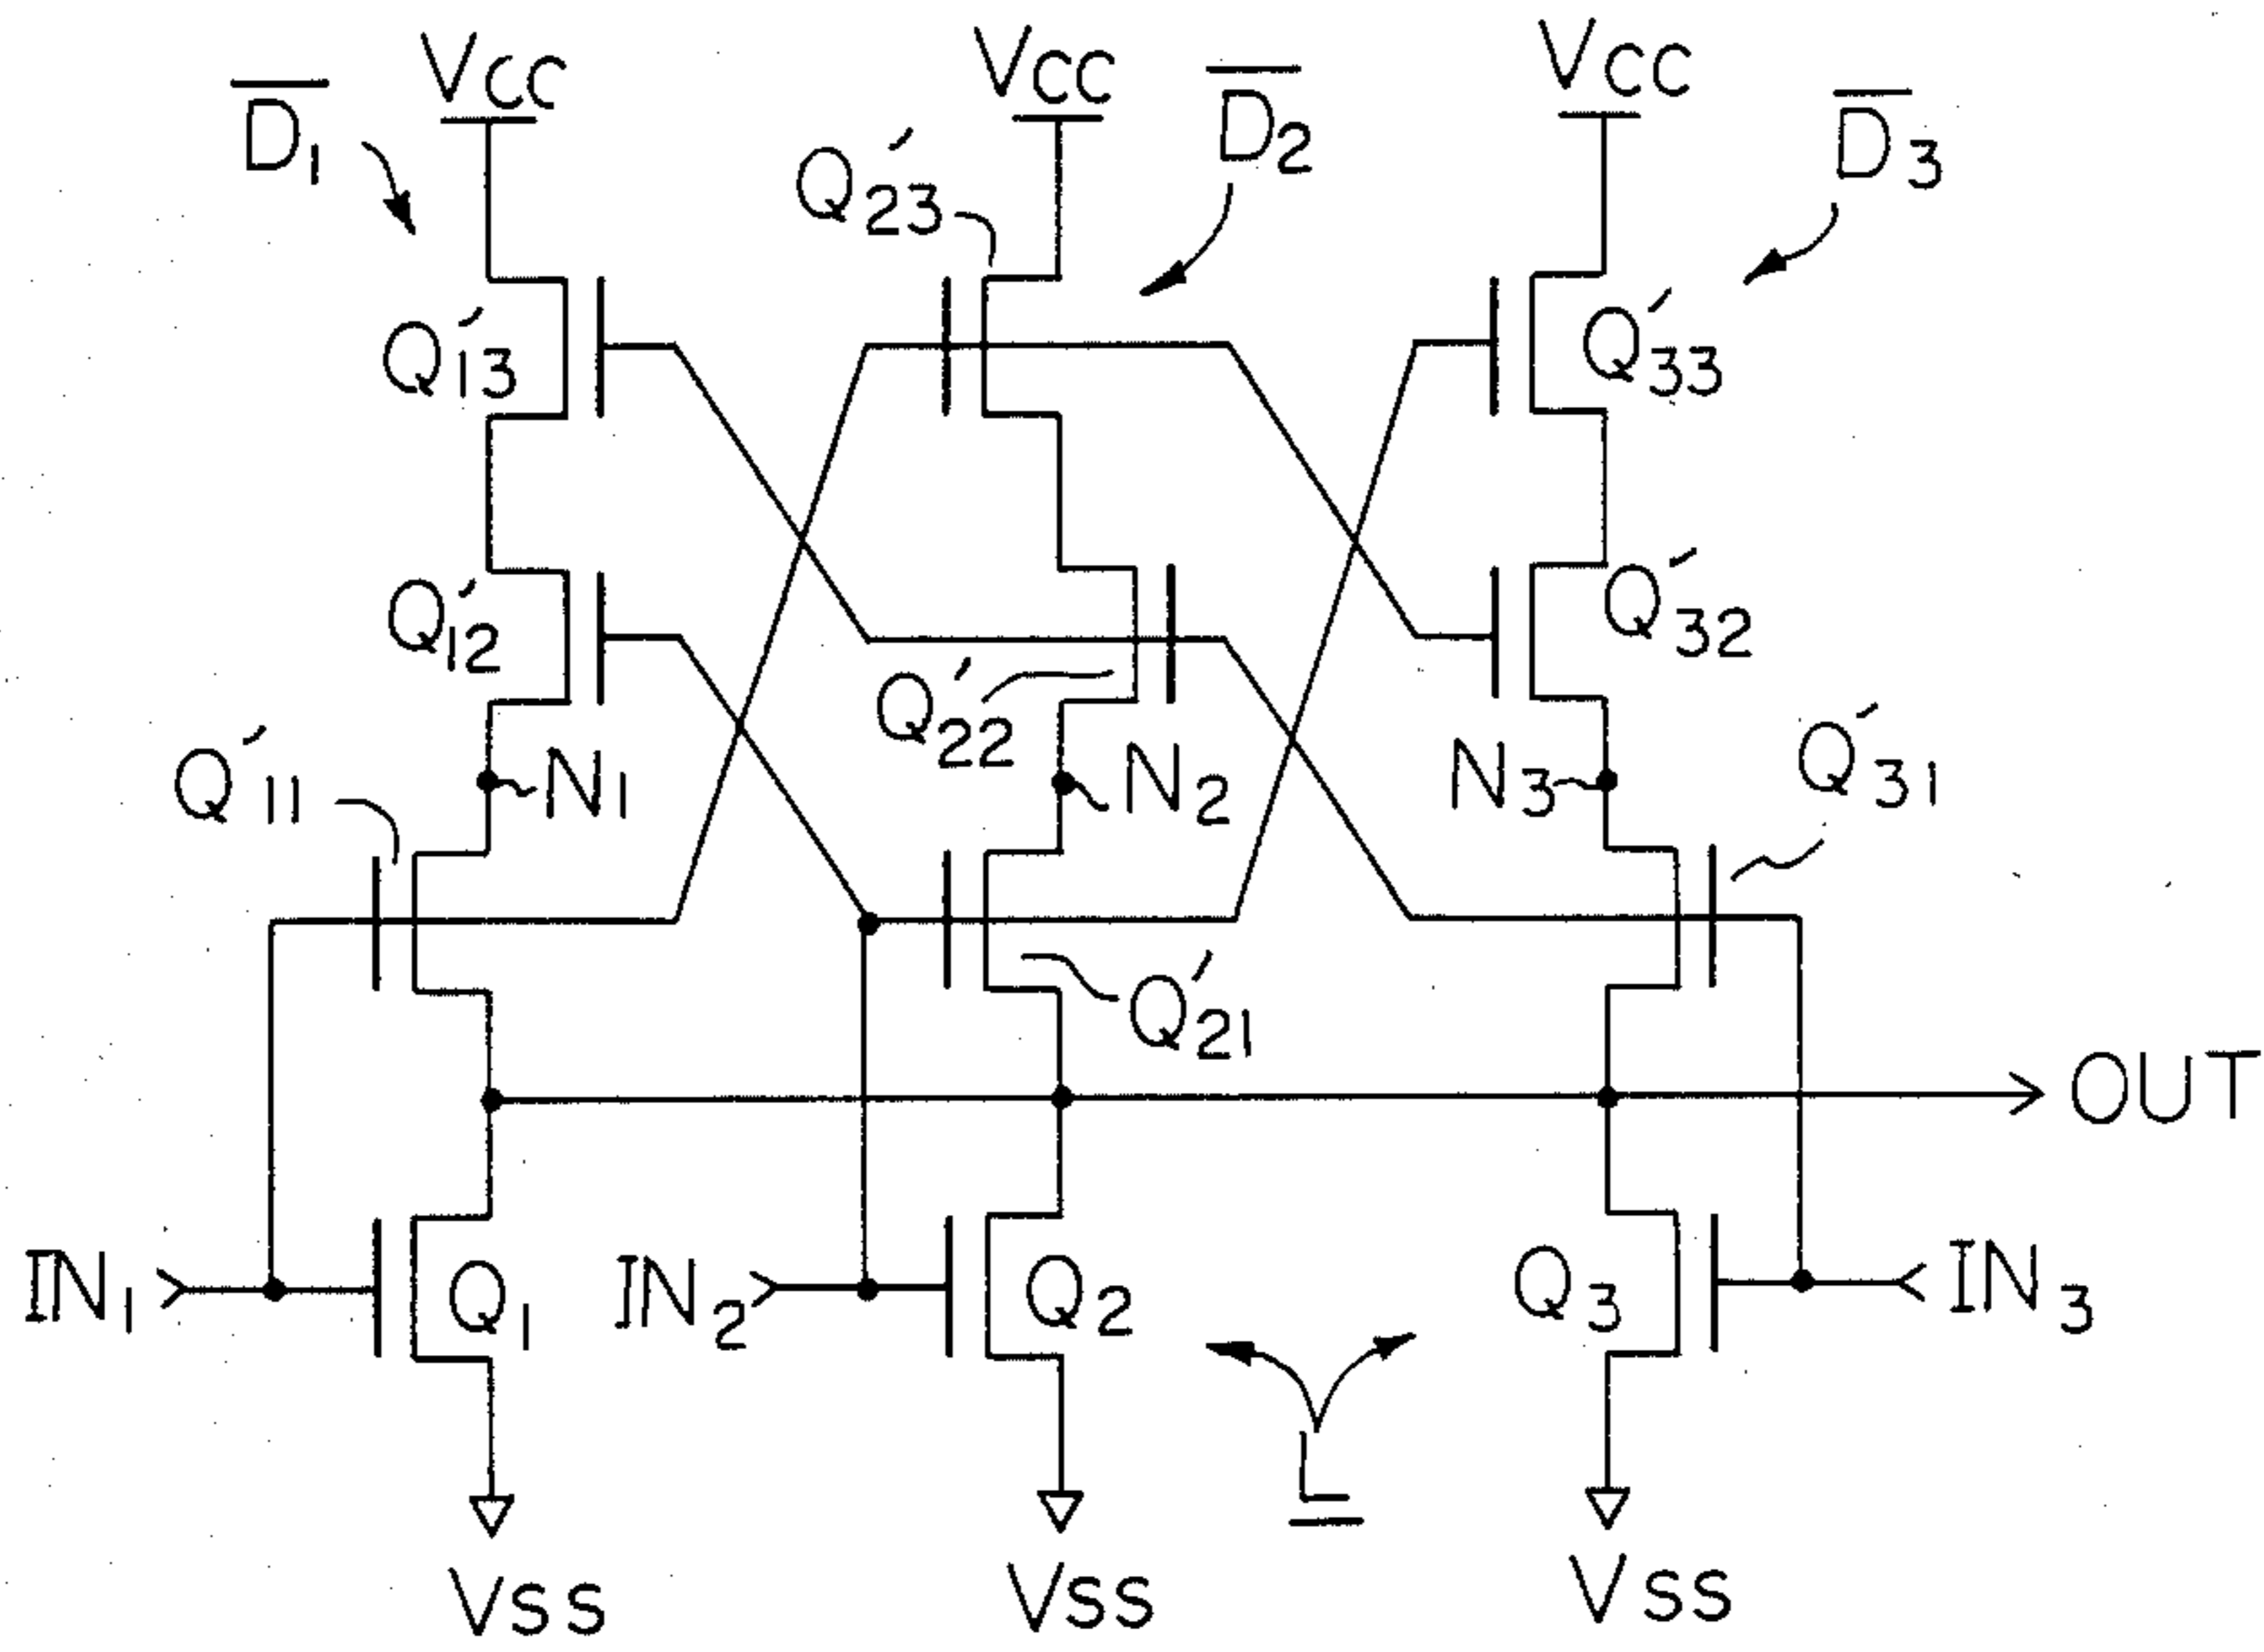 VCC
VCC
VCC
D̅1
D̅2
D̅3
Q'23
Q'13
Q'33
Q'12
Q'32
Q'22
Q'11
N1
N2
N3
Q'31
Q'21
OUT
IN1
Q1
IN2
Q2
Q3
IN3
L
VSS
VSS
VSS